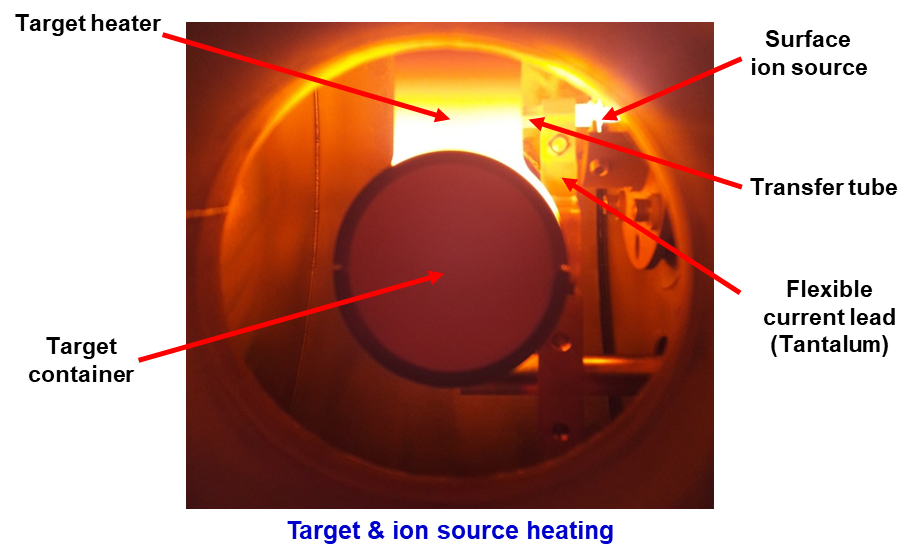 Target heater
Surface
ion source
Transfer tube
Flexible
current lead
(Tantalum)
Target
container
Target & ion source heating